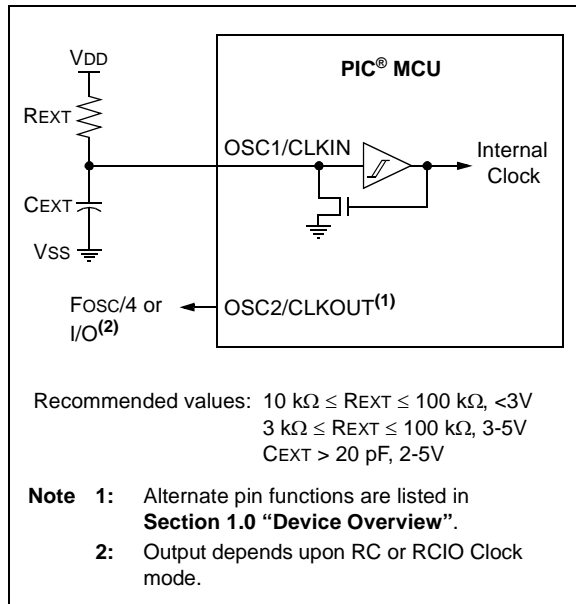 VDD
PIC® MCU
REXT
OSC1/CLKIN
Internal
Clock
CEXT
VSS
FOSC/4 or
I/O(2)
OSC2/CLKOUT(1)
Recommended values: 10 kΩ ≤ REXT ≤ 100 kΩ, <3V
3 kΩ ≤ REXT ≤ 100 kΩ, 3-5V
CEXT > 20 pF, 2-5V
Note 1: Alternate pin functions are listed in
Section 1.0 “Device Overview”.
2: Output depends upon RC or RCIO Clock
mode.